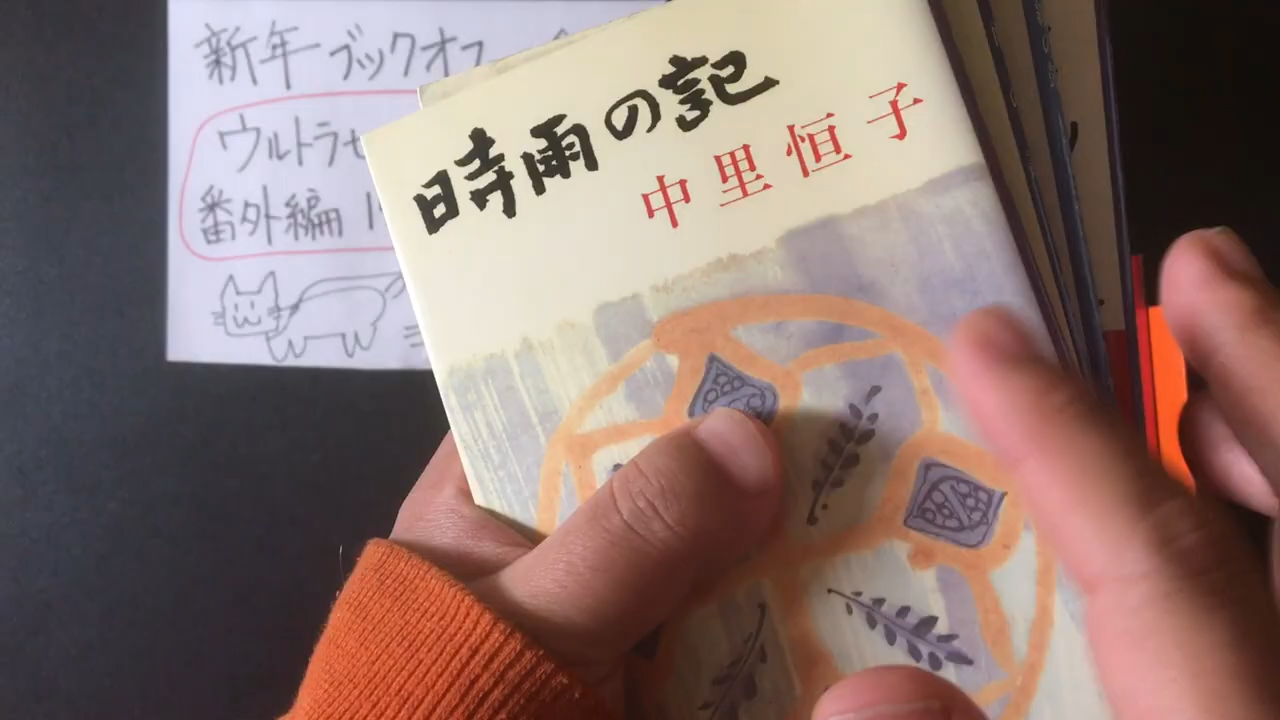 新年ブックオフ
ウルトラセ
番外編
時雨の記
中里恒子